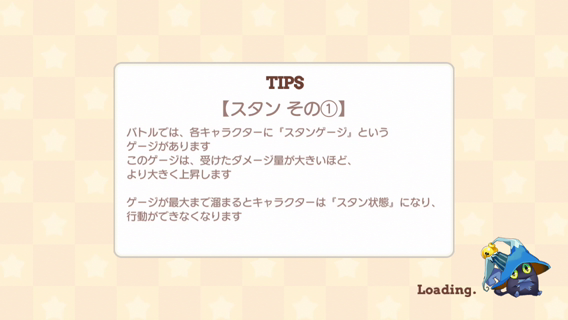 TIPS
【スタン その①】
バトルでは、各キャラクターに「スタンゲージ」という
ゲージがあります
このゲージは、受けたダメージ量が大きいほど、
より大きく上昇します
ゲージが最大まで溜まるとキャラクターは「スタン状態」になり、
行動ができなくなります
Loading.